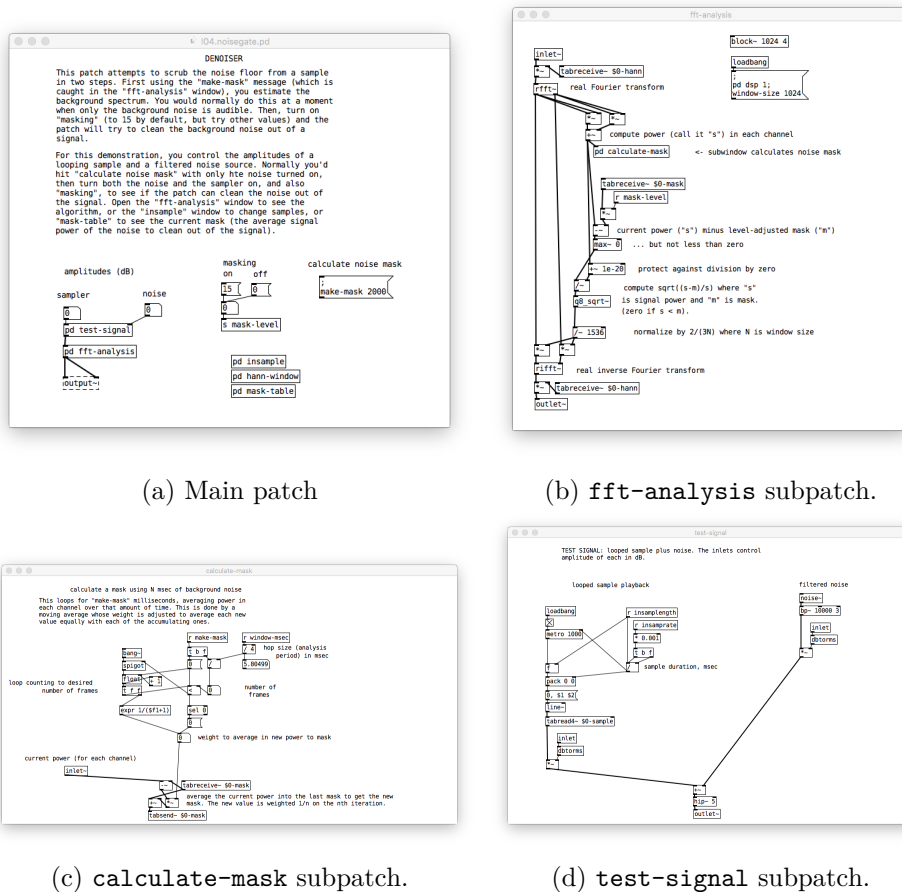 I04.noisegate.pd
DENOISER
This patch attempts to scrub the noise floor from a sample
in two steps. First using the "make-mask" message (which is
caught in the "fft-analysis" window), you estimate the
background spectrum. You would normally do this at a moment
when only the background noise is audible. Then, turn on
"masking" (to 15 by default, but try other values) and the
patch will try to clean the background noise out of a
signal.
For this demonstration, you control the amplitudes of a
looping sample and a filtered noise source. Normally you'd
hit "calculate noise mask" with only hte noise turned on,
then turn both the noise and the sampler on, and also
"masking", to see if the patch can clean the noise out of
the signal. Open the "fft-analysis" window to see the
algorithm, or the "insample" window to change samples, or
"mask-table" to see the current mask (the average signal
power of the noise to clean out of the signal).
amplitudes (dB)
sampler
noise
0
0
pd test-signal
pd fft-analysis
output~
masking
on
off
15
0
0
s mask-level
calculate noise mask
;
make-mask 2000
pd insample
pd hann-window
pd mask-table
(a) Main patch
fft-analysis
block~ 1024 4
loadbang
;
pd dsp 1;
window-size 1024
inlet~
*~
tabreceive~ $0-hann
rfft~
real Fourier transform
*~
*~
+~
compute power (call it "s") in each channel
pd calculate-mask
<- subwindow calculates noise mask
tabreceive~ $0-mask
r mask-level
*~
-~
current power ("s") minus level-adjusted mask ("m")
max~ 0
... but not less than zero
+~ 1e-20
protect against division by zero
/~
compute sqrt((s-m)/s) where "s"
q8_sqrt~
is signal power and "m" is mask.
(zero if s < m).
/~ 1536
normalize by 2/(3N) where N is window size
*~
*~
rifft~
real inverse Fourier transform
*~
tabreceive~ $0-hann
outlet~
(b) fft-analysis subpatch.
calculate-mask
calculate a mask using N msec of background noise
This loops for "make-mask" milliseconds, averaging power in
each channel over that amount of time. This is done by a
moving average whose weight is adjusted to average each new
value equally with each of the accumulating ones.
r make-mask
r window-msec
bang~
t b f
/ 4
hop size (analysis
period) in msec
spigot
0
/
5.80499
float
+ 1
loop counting to desired
number of frames
t f f
<
0
number of
frames
expr 1/($f1+1)
sel 0
0
0
weight to average in new power to mask
current power (for each channel)
inlet~
-~
tabreceive~ $0-mask
+~
*~
average the current power into the last mask to get the new
mask. The new value is weighted 1/n on the nth iteration.
tabsend~ $0-mask
(c) calculate-mask subpatch.
test-signal
TEST SIGNAL: looped sample plus noise. The inlets control
amplitude of each in dB.
looped sample playback
filtered noise
loadbang
r insamplength
r insamprate
metro 1000
* 0.001
t b f
f
/
sample duration, msec
pack 0 0
0, $1 $2
line~
tabread4~ $0-sample
inlet
dbtorms
*~
noise~
bp~ 10000 3
inlet
dbtorms
*~
+~
hip~ 5
outlet~
(d) test-signal subpatch.